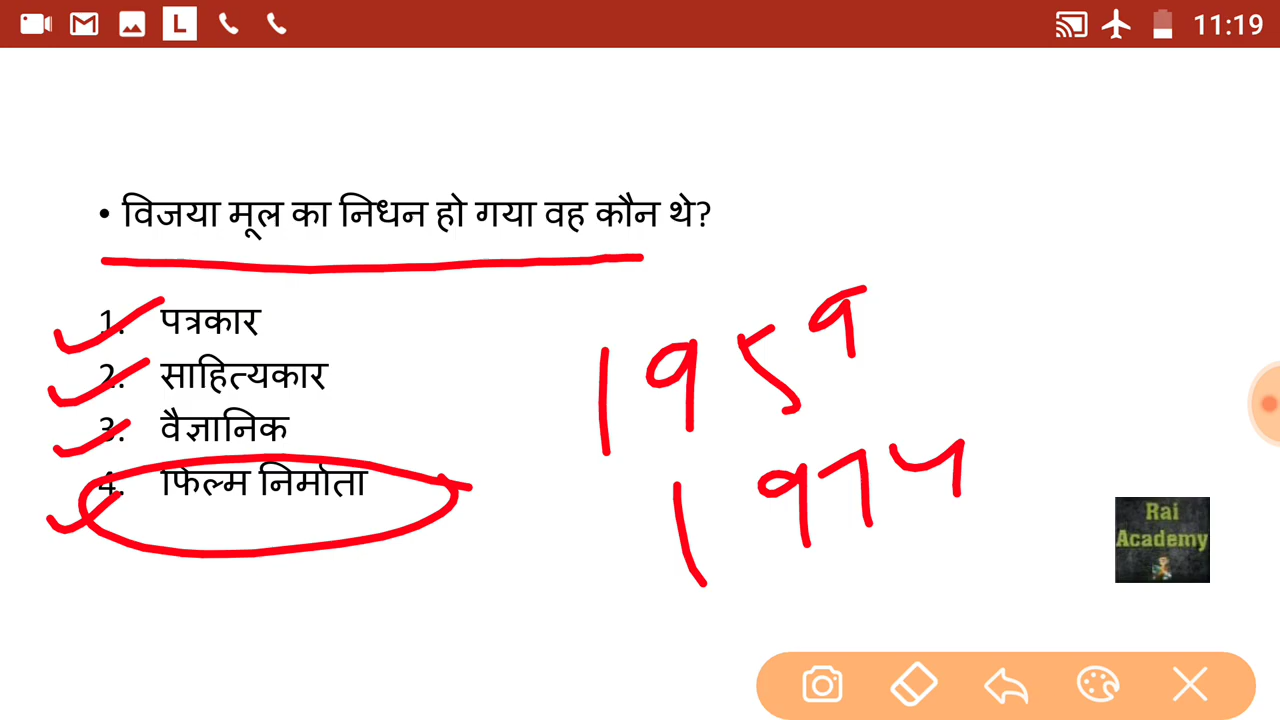 11:19
• विजया मूल का निधन हो गया वह कौन थे?
1. पत्रकार
2. साहित्यकार
3. वैज्ञानिक
4. फिल्म निर्माता
1959
1974
Rai
Academy
L